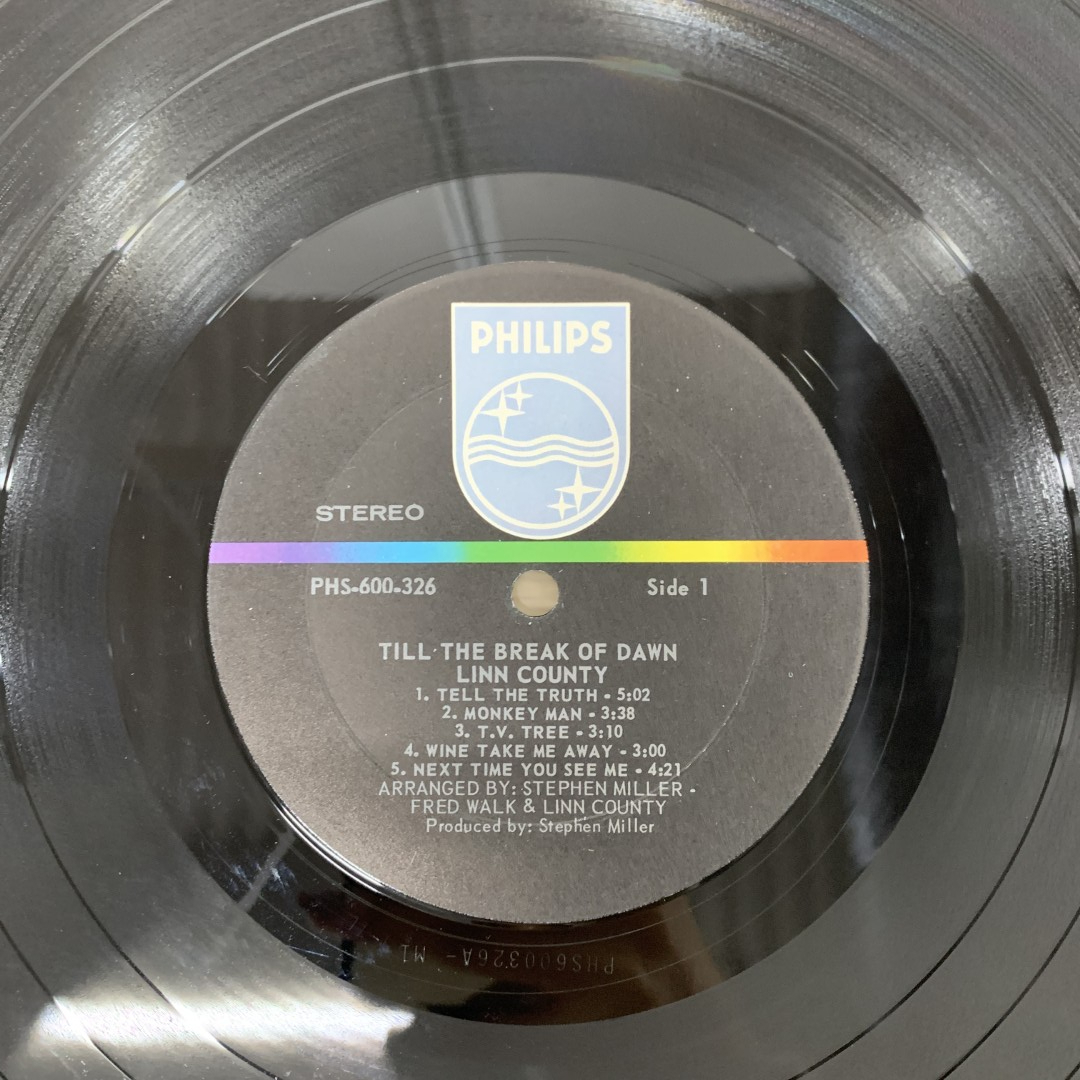 PHILIPS
STEREO
PHS-600-326
Side 1
TILL THE BREAK OF DAWN
LINN COUNTY
1. TELL THE TRUTH - 5:02
2. MONKEY MAN - 3:38
3. T.V. TREE - 3:10
4. WINE TAKE ME AWAY - 3:00
5. NEXT TIME YOU SEE ME - 4:21
ARRANGED BY: STEPHEN MILLER -
FRED WALK & LINN COUNTY
Produced by: Stephen Miller
PHS600326A- M1